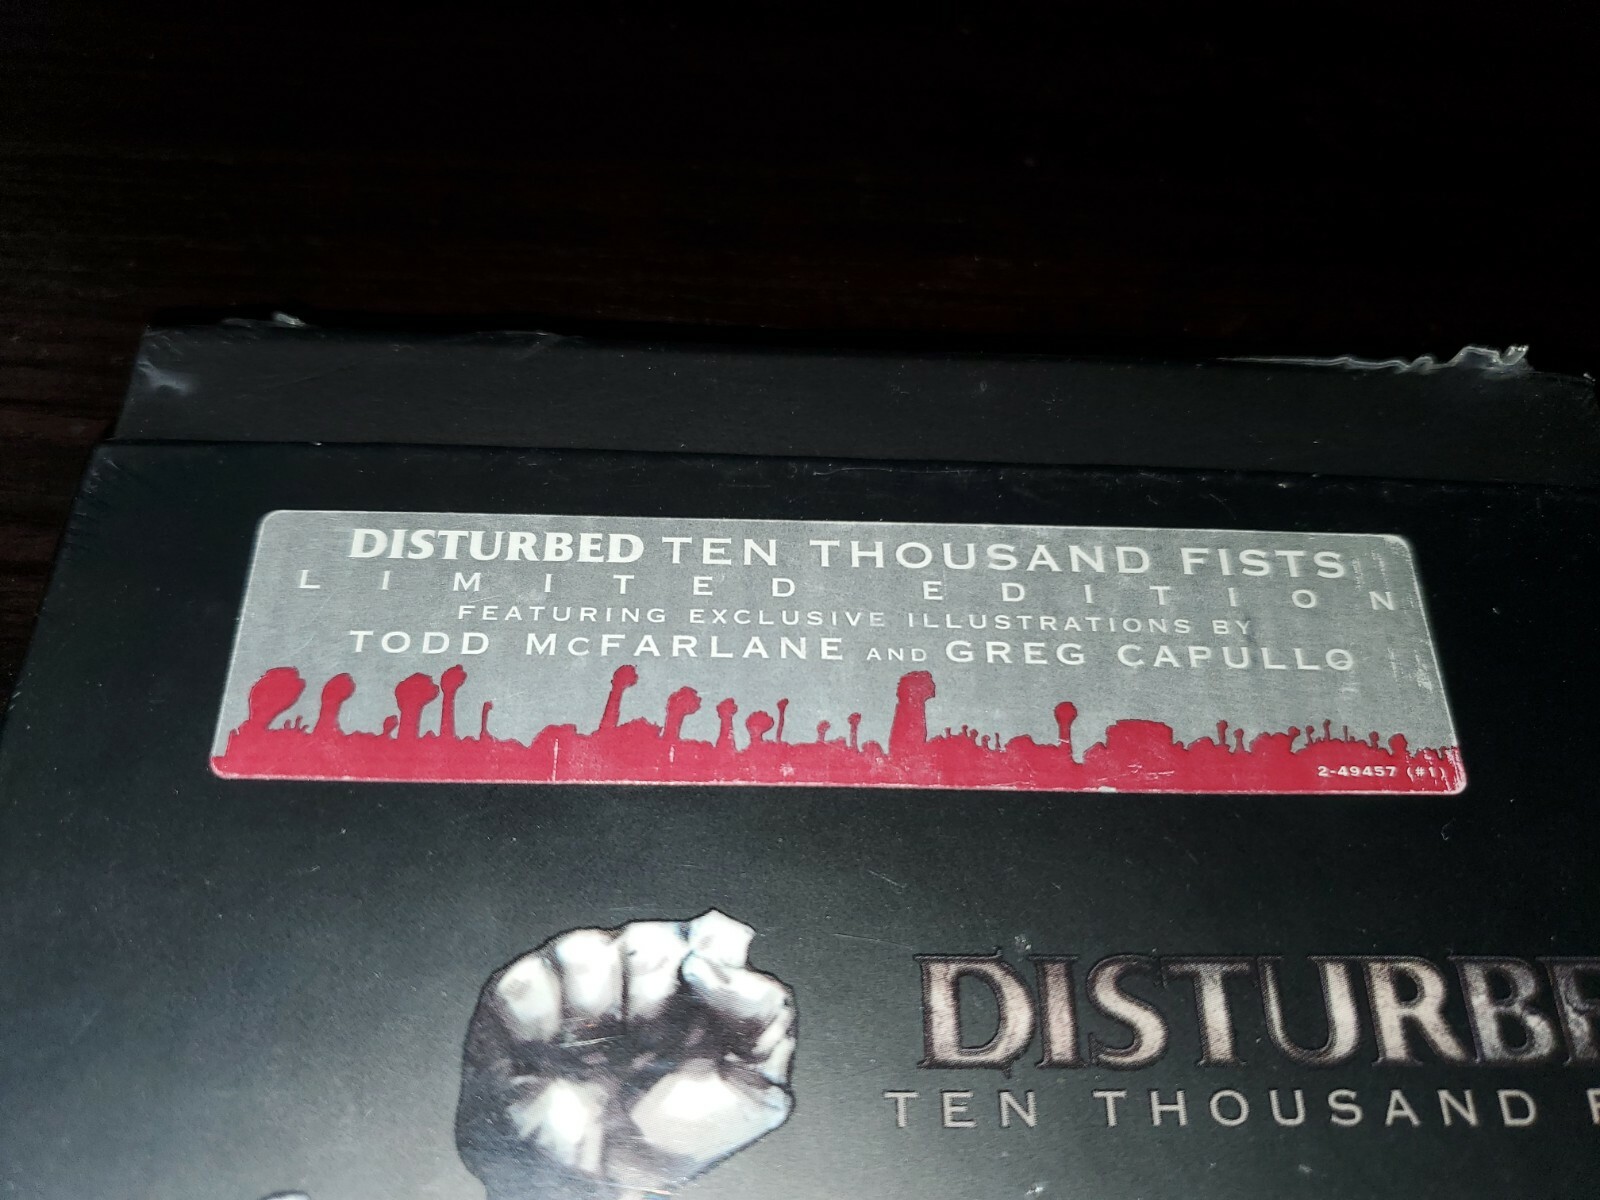 DISTURBED TEN THOUSAND FISTS
LIMITED EDITION
FEATURING EXCLUSIVE ILLUSTRATIONS BY
TODD McFARLANE AND GREG CAPULLO
2-49457 (#1)
DISTURBE
TEN THOUSAND F